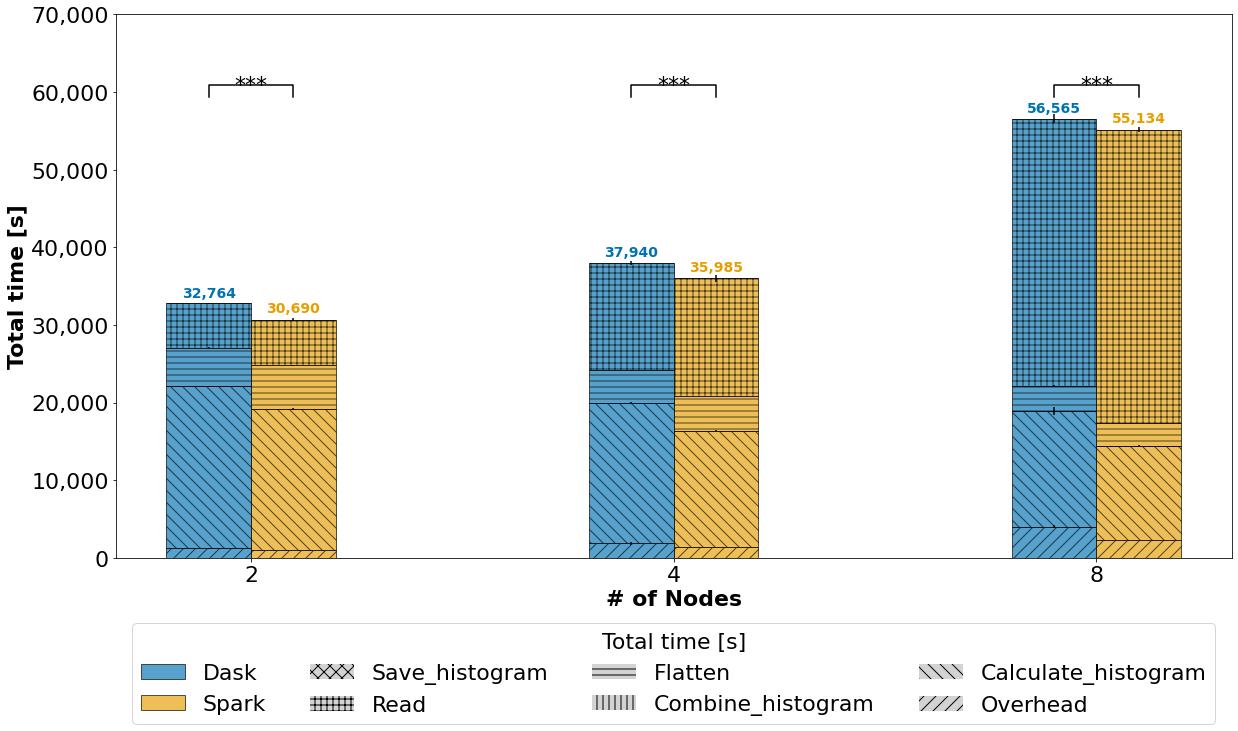 70,000
60,000
50,000
40,000
30,000
20,000
10,000
0
Total time [s]
***
***
***
32,764
30,690
37,940
35,985
56,565
55,134
2
4
8
# of Nodes
Total time [s]
Dask
Save_histogram
Flatten
Calculate_histogram
Spark
Read
Combine_histogram
Overhead